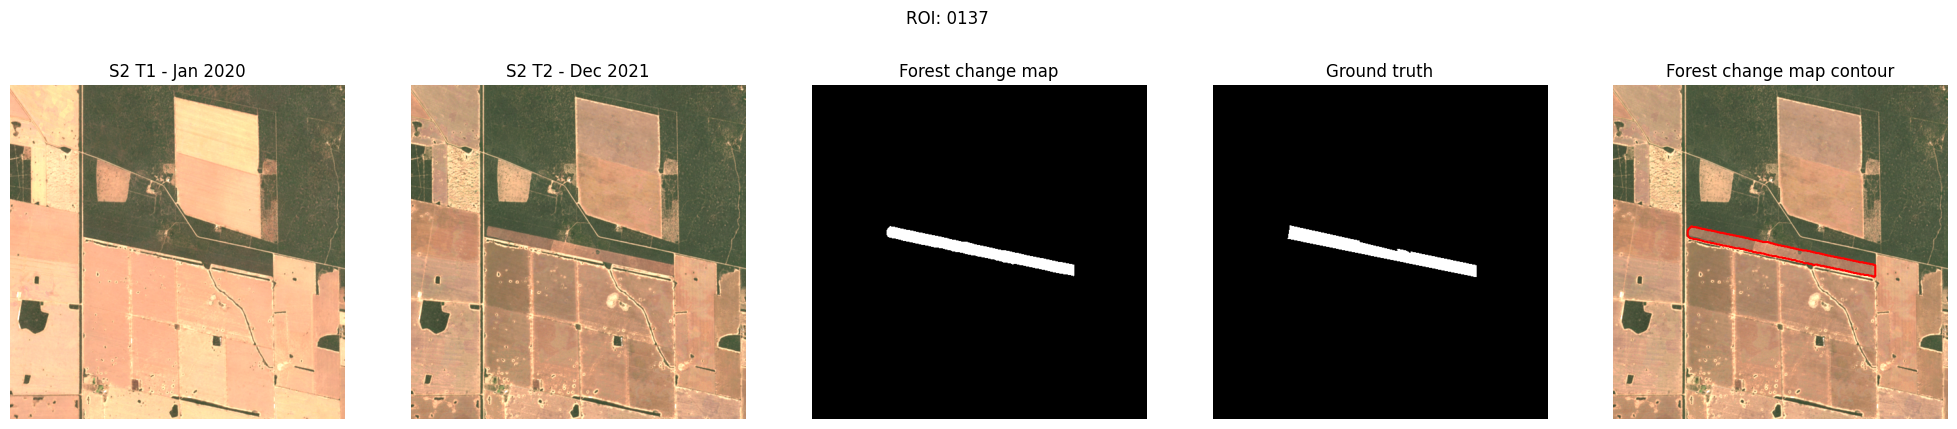 ROI: 0137
S2 T1 - Jan 2020
S2 T2 - Dec 2021
Forest change map
Ground truth
Forest change map contour